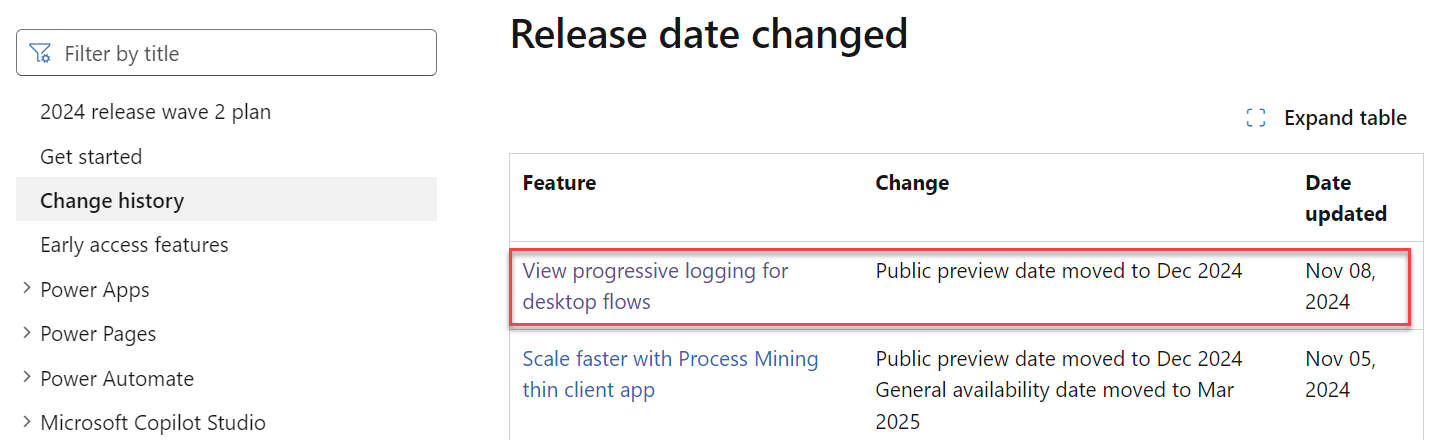 Filter by title
2024 release wave 2 plan
Get started
Change history
Early access features
Power Apps
Power Pages
Power Automate
Microsoft Copilot Studio
Release date changed
Expand table
Feature Change Date
updated
View progressive logging for Public preview date moved to Dec 2024 Nov 08,
desktop flows 2024
Scale faster with Process Mining Public preview date moved to Dec 2024 Nov 05,
thin client app General availability date moved to Mar 2024
2025